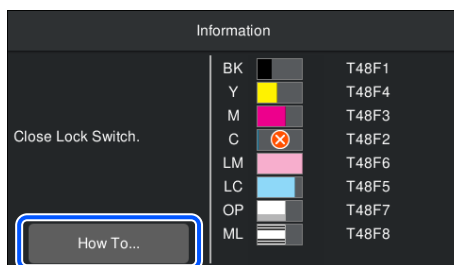 Information
BK T48F1
Y T48F4
M T48F3
Close Lock Switch.
C T48F2
LM T48F6
LC T48F5
OP T48F7
ML T48F8
How To...